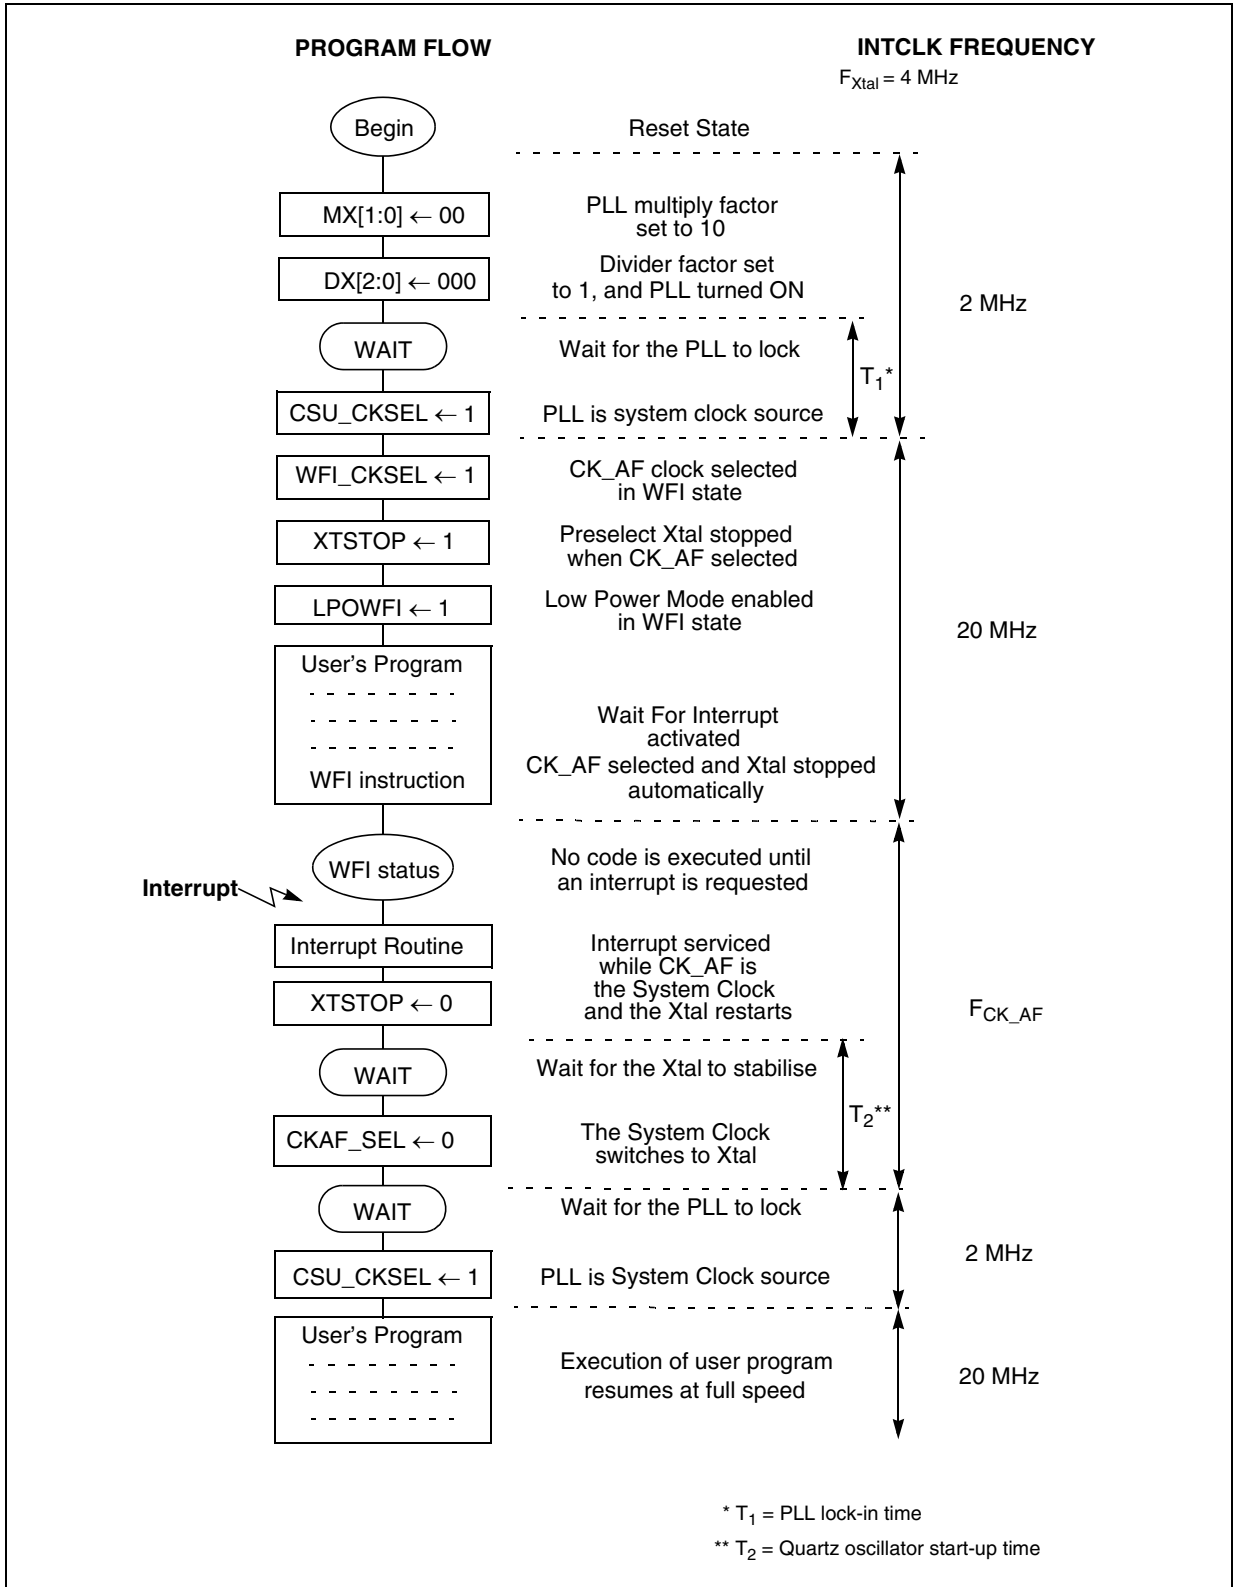 PROGRAM FLOW
INTCLK FREQUENCY
F_Xtal = 4 MHz
Begin
Reset State
MX[1:0] ← 00
PLL multiply factor
set to 10
DX[2:0] ← 000
Divider factor set
to 1, and PLL turned ON
2 MHz
WAIT
Wait for the PLL to lock
T_1*
CSU_CKSEL ← 1
PLL is system clock source
WFI_CKSEL ← 1
CK_AF clock selected
in WFI state
XTSTOP ← 1
Preselect Xtal stopped
when CK_AF selected
LPOWFI ← 1
Low Power Mode enabled
in WFI state
20 MHz
User's Program
WFI instruction
Wait For Interrupt
activated
CK_AF selected and Xtal stopped
automatically
WFI status
No code is executed until
an interrupt is requested
Interrupt
Interrupt Routine
Interrupt serviced
while CK_AF is
the System Clock
and the Xtal restarts
XTSTOP ← 0
F_CK_AF
WAIT
Wait for the Xtal to stabilise
T_2**
CKAF_SEL ← 0
The System Clock
switches to Xtal
WAIT
Wait for the PLL to lock
2 MHz
CSU_CKSEL ← 1
PLL is System Clock source
User's Program
Execution of user program
resumes at full speed
20 MHz
* T_1 = PLL lock-in time
** T_2 = Quartz oscillator start-up time